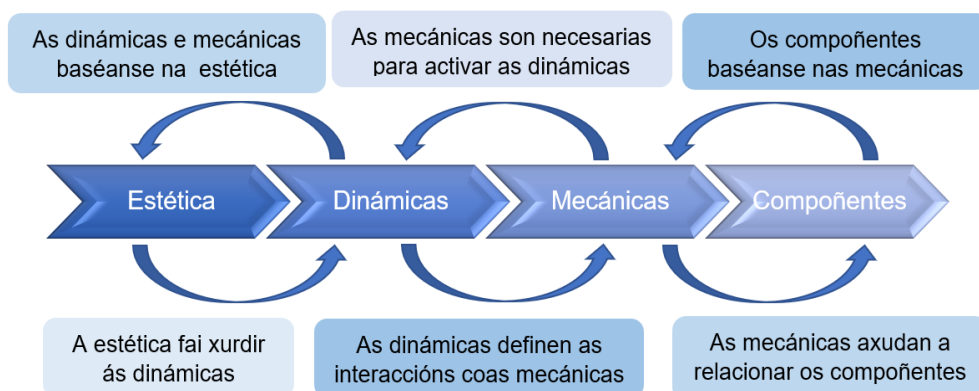 As dinámicas e mecánicas
baséanse na estética
As mecánicas son necesarias
para activar as dinámicas
Os compoñentes
baséanse nas mecánicas
Estética
Dinámicas
Mecánicas
Compoñentes
A estética fai xurdir
ás dinámicas
As dinámicas definen as
interaccións coas mecánicas
As mecánicas axudan a
relacionar os compoñentes